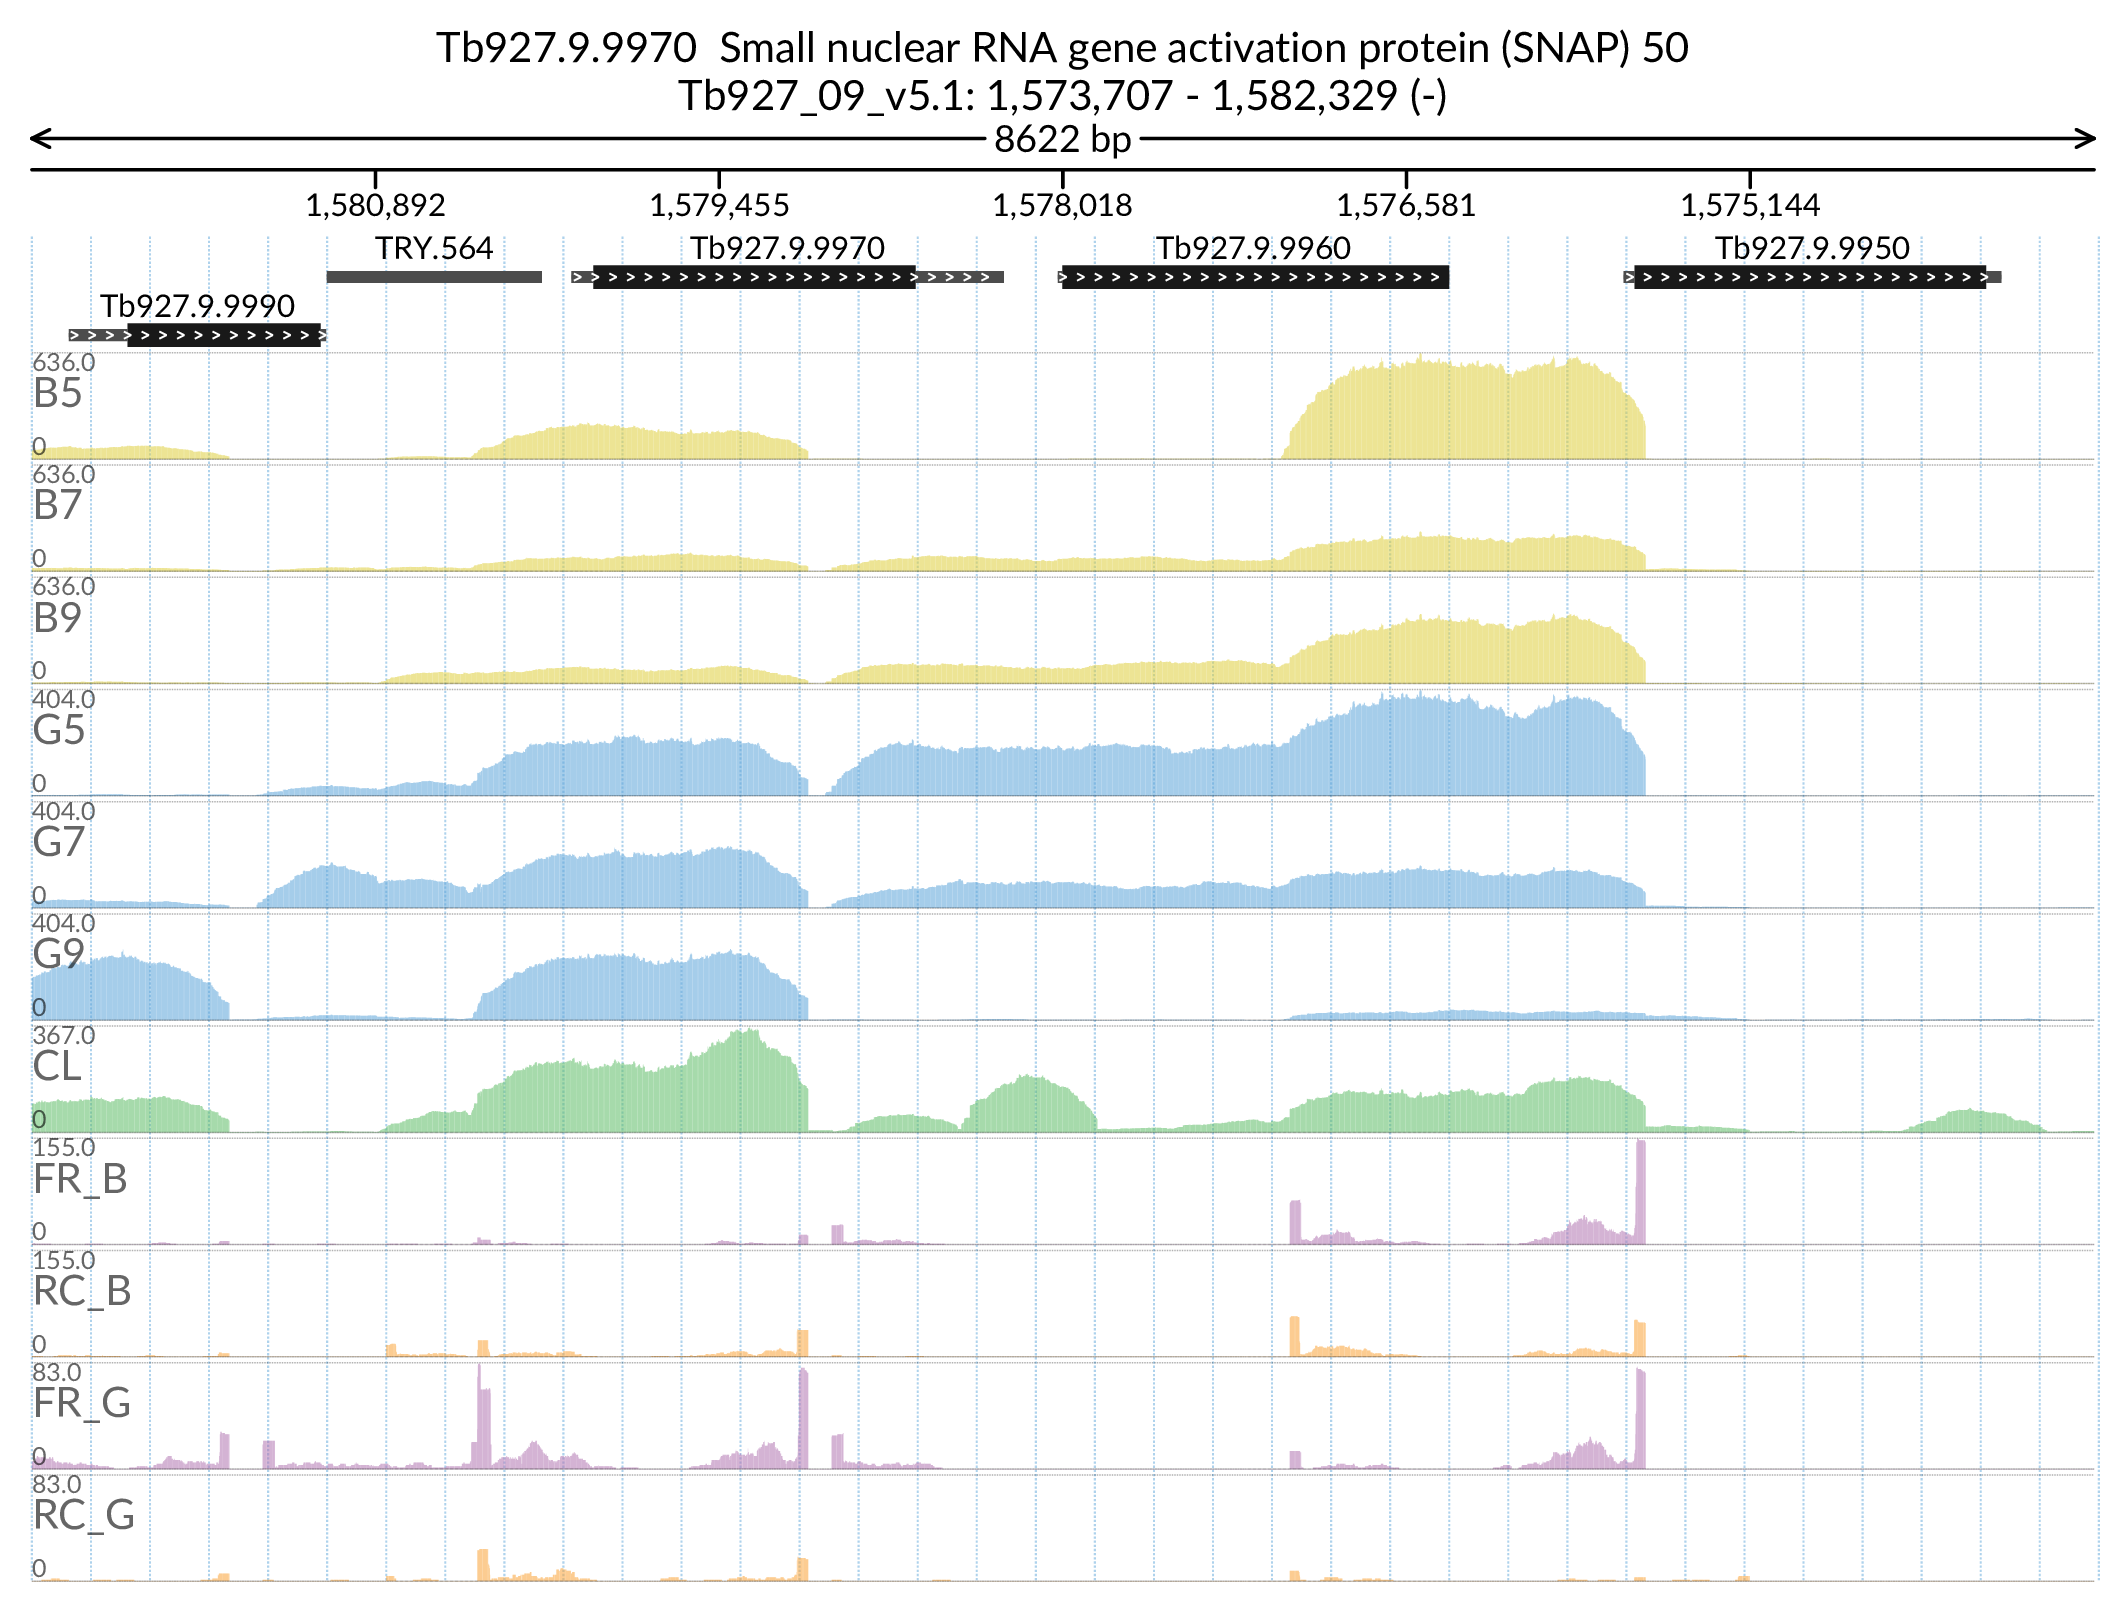 Tb927.9.9970  Small nuclear RNA gene activation protein (SNAP) 50
Tb927_09_v5.1: 1,573,707 - 1,582,329 (-)
8622 bp
1,580,892 1,579,455 1,578,018 1,576,581 1,575,144
TRY.564 Tb927.9.9970 Tb927.9.9960 Tb927.9.9950
Tb927.9.9990
636.0
B5
0
636.0
B7
0
636.0
B9
0
404.0
G5
0
404.0
G7
0
404.0
G9
0
367.0
CL
0
155.0
FR_B
0
155.0
RC_B
0
83.0
FR_G
0
83.0
RC_G
0